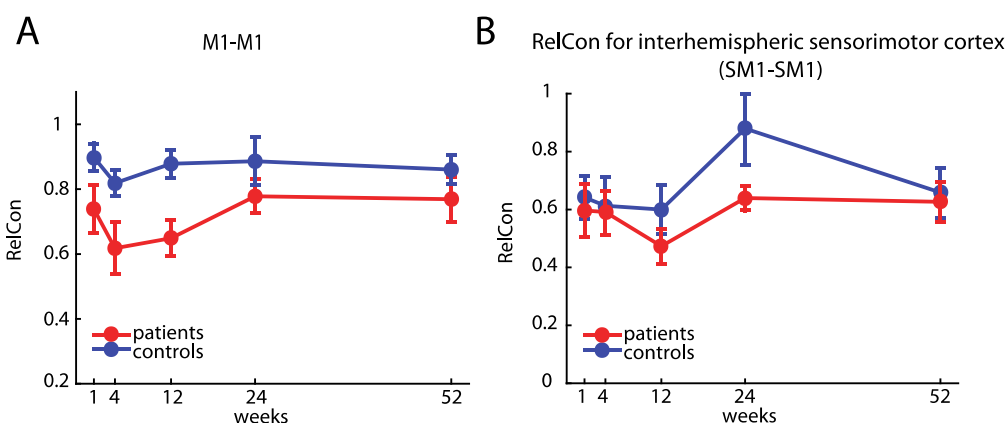 A
M1-M1
RelCon
1
0.8
0.6
0.4
0.2
patients
controls
1 4 12 24 52
weeks
B
RelCon for interhemispheric sensorimotor cortex
(SM1-SM1)
RelCon
1
0.8
0.6
0.4
0.2
0
patients
controls
1 4 12 24 52
weeks